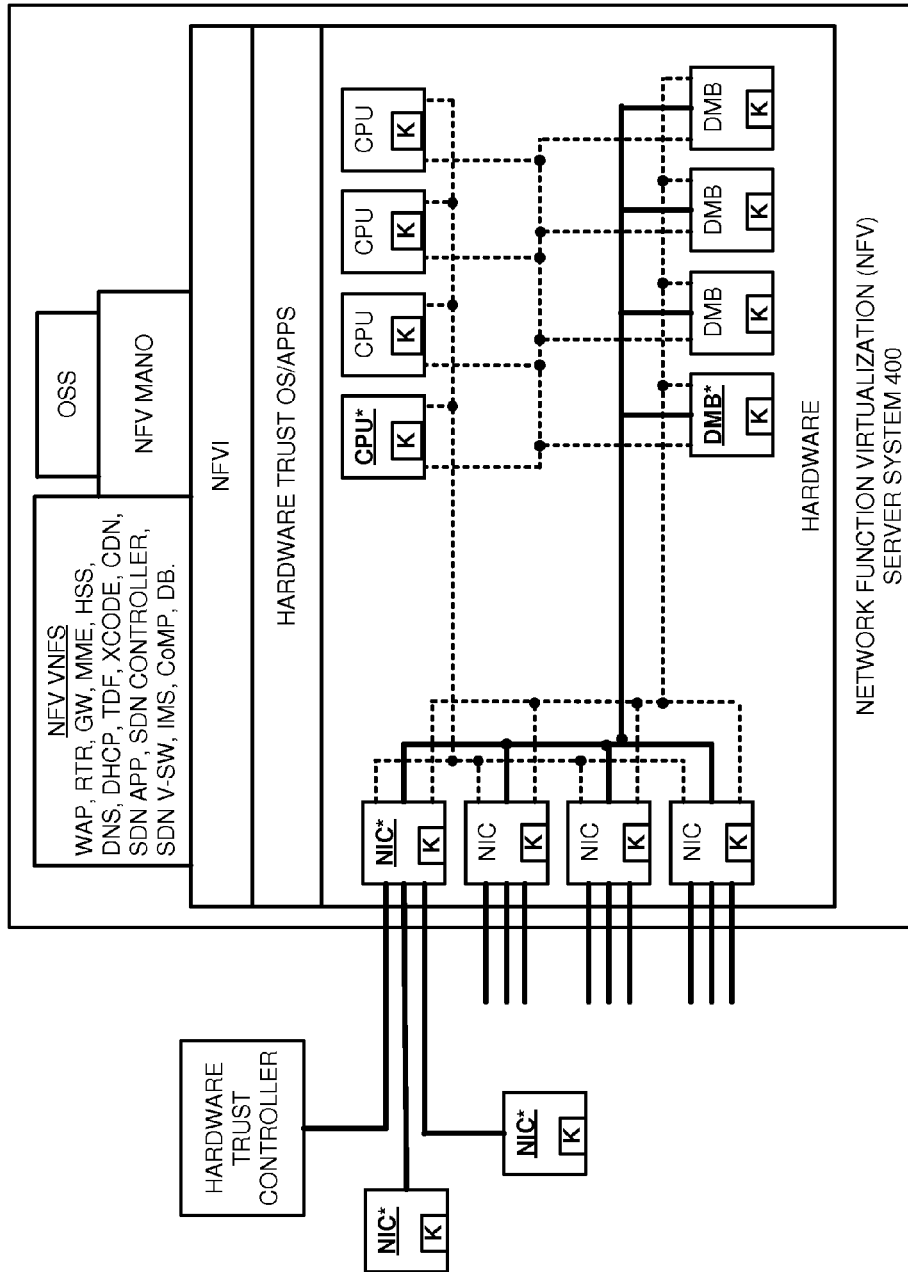 NFV VNFS
WAP, RTR, GW, MME, HSS,
DNS, DHCP, TDF, XCODE, CDN,
SDN APP, SDN CONTROLLER,
SDN V-SW, IMS, CoMP, DB.
OSS
NFV MANO
NFVI
HARDWARE TRUST OS/APPS
HARDWARE
TRUST
CONTROLLER
NIC*
K
NIC*
K
NIC*
K
NIC
K
NIC
K
NIC
K
CPU*
K
CPU
K
CPU
K
CPU
K
DMB*
K
DMB
K
DMB
K
DMB
K
HARDWARE
NETWORK FUNCTION VIRTUALIZATION (NFV)
SERVER SYSTEM 400